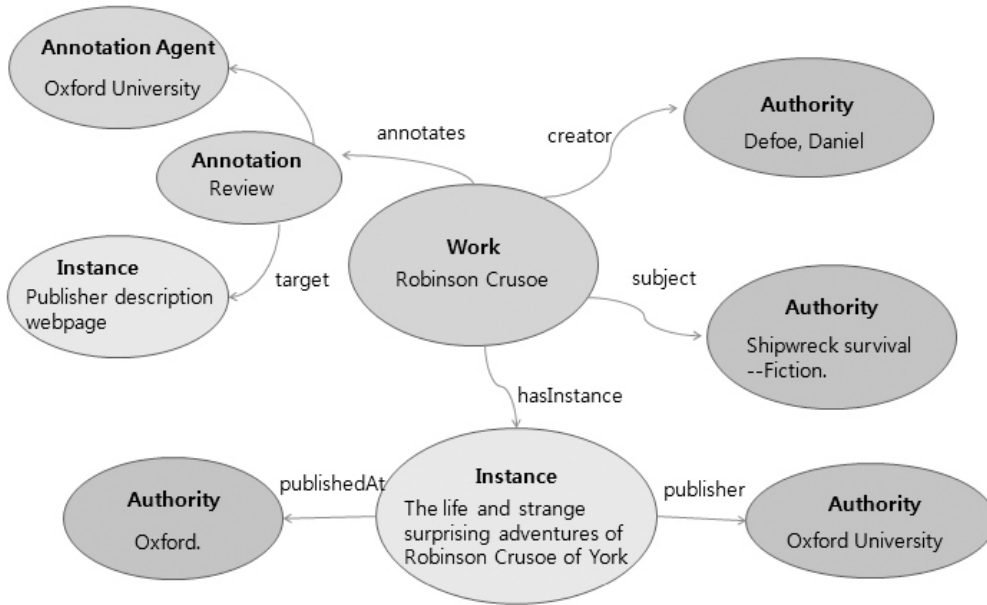 Annotation Agent
Oxford University
annotates
creator
Authority
Defoe, Daniel
Annotation
Review
Work
Robinson Crusoe
Instance
Publisher description
webpage
target
subject
Authority
Shipwreck survival
--Fiction.
hasInstance
Authority
Oxford.
publishedAt
Instance
The life and strange
surprising adventures of
Robinson Crusoe of York
publisher
Authority
Oxford University